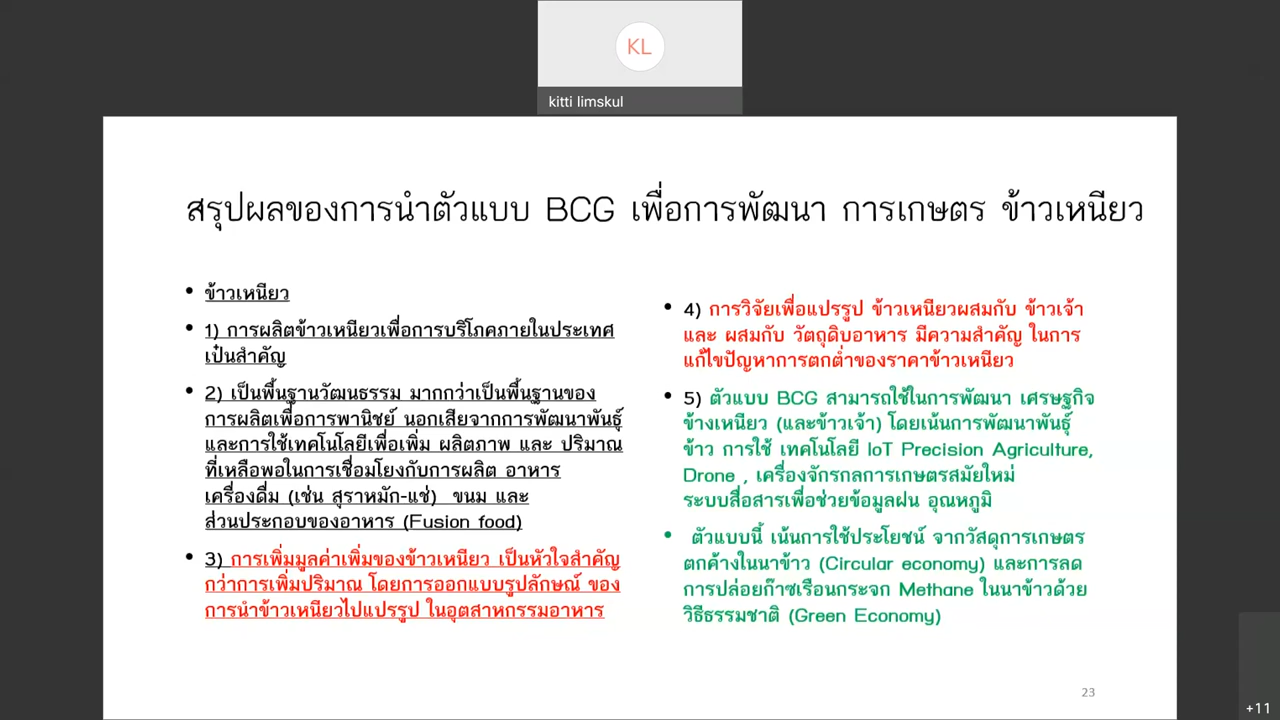 KL
kitti limskul
สรุปผลของการนำตัวแบบ BCG เพื่อการพัฒนา การเกษตร ข้าวเหนียว
• ข้าวเหนียว
• 1) การผลิตข้าวเหนียวเพื่อการบริโภคภายในประเทศ
เป็นสำคัญ
• 2) เป็นพื้นฐานวัฒนธรรม มากกว่าเป็นพื้นฐานของ
การผลิตเพื่อการพานิชย์ นอกเสียจากการพัฒนาพันธุ์
และการใช้เทคโนโลยีเพื่อเพิ่ม ผลิตภาพ และ ปริมาณ
ที่เหลือพอในการเชื่อมโยงกับการผลิต อาหาร
เครื่องดื่ม (เช่น สุราหมัก-แช่) ขนม และ
ส่วนประกอบของอาหาร (Fusion food)
• 3) การเพิ่มมูลค่าเพิ่มของข้าวเหนียว เป็นหัวใจสำคัญ
กว่าการเพิ่มปริมาณ โดยการออกแบบรูปลักษณ์ ของ
การนำข้าวเหนียวไปแปรรูป ในอุตสาหกรรมอาหาร
• 4) การวิจัยเพื่อแปรรูป ข้าวเหนียวผสมกับ ข้าวเจ้า
และ ผสมกับ วัตถุดิบอาหาร มีความสำคัญ ในการ
แก้ไขปัญหาการตกต่ำของราคาข้าวเหนียว
• 5) ตัวแบบ BCG สามารถใช้ในการพัฒนา เศรษฐกิจ
ข้างเหนียว (และข้าวเจ้า) โดยเน้นการพัฒนาพันธุ์
ข้าว การใช้ เทคโนโลยี IoT Precision Agriculture,
Drone , เครื่องจักรกลการเกษตรสมัยใหม่
ระบบสื่อสารเพื่อช่วยข้อมูลฝน อุณหภูมิ
• ตัวแบบนี้ เน้นการใช้ประโยชน์ จากวัสดุการเกษตร
ตกค้างในนาข้าว (Circular economy) และการลด
การปล่อยก๊าซเรือนกระจก Methane ในนาข้าวด้วย
วิธีธรรมชาติ (Green Economy)
23
+11